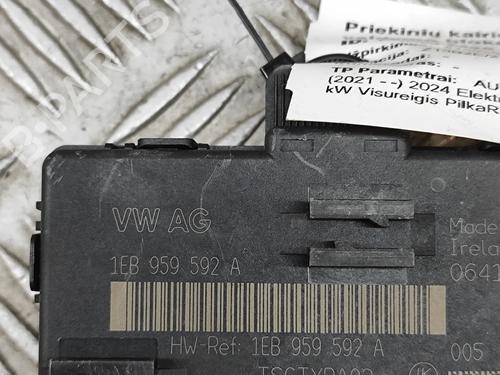 Priekinių kairių
TP Parametrai: AU
(2021 - -) 2024 Elekt
kW Visureigis PilkaR
B PARTS
VW AG
Made
Irela
1EB 959 592 A
0641
HW-Ref: 1EB 959 592 A
005